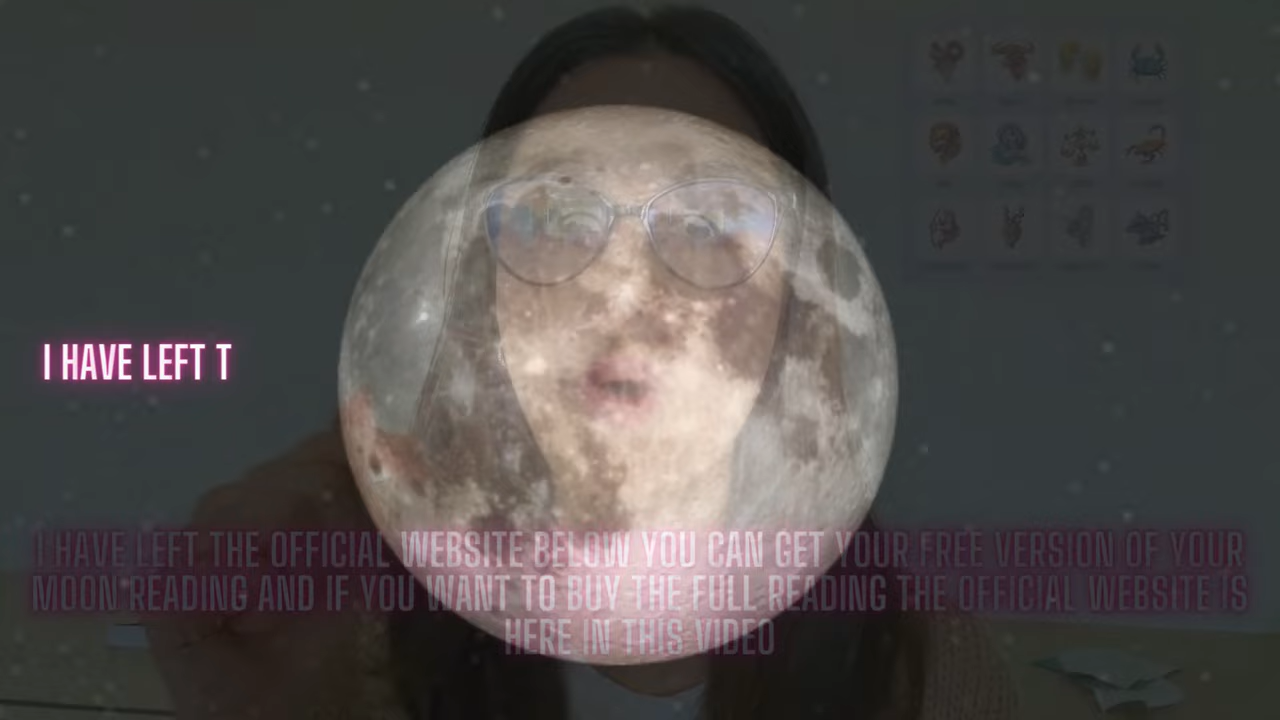 I HAVE LEFT T
I HAVE LEFT THE OFFICIAL WEBSITE BELOW YOU CAN GET YOUR FREE VERSION OF YOUR
MOON READING AND IF YOU WANT TO BUY THE FULL READING THE OFFICIAL WEBSITE IS
HERE IN THIS VIDEO